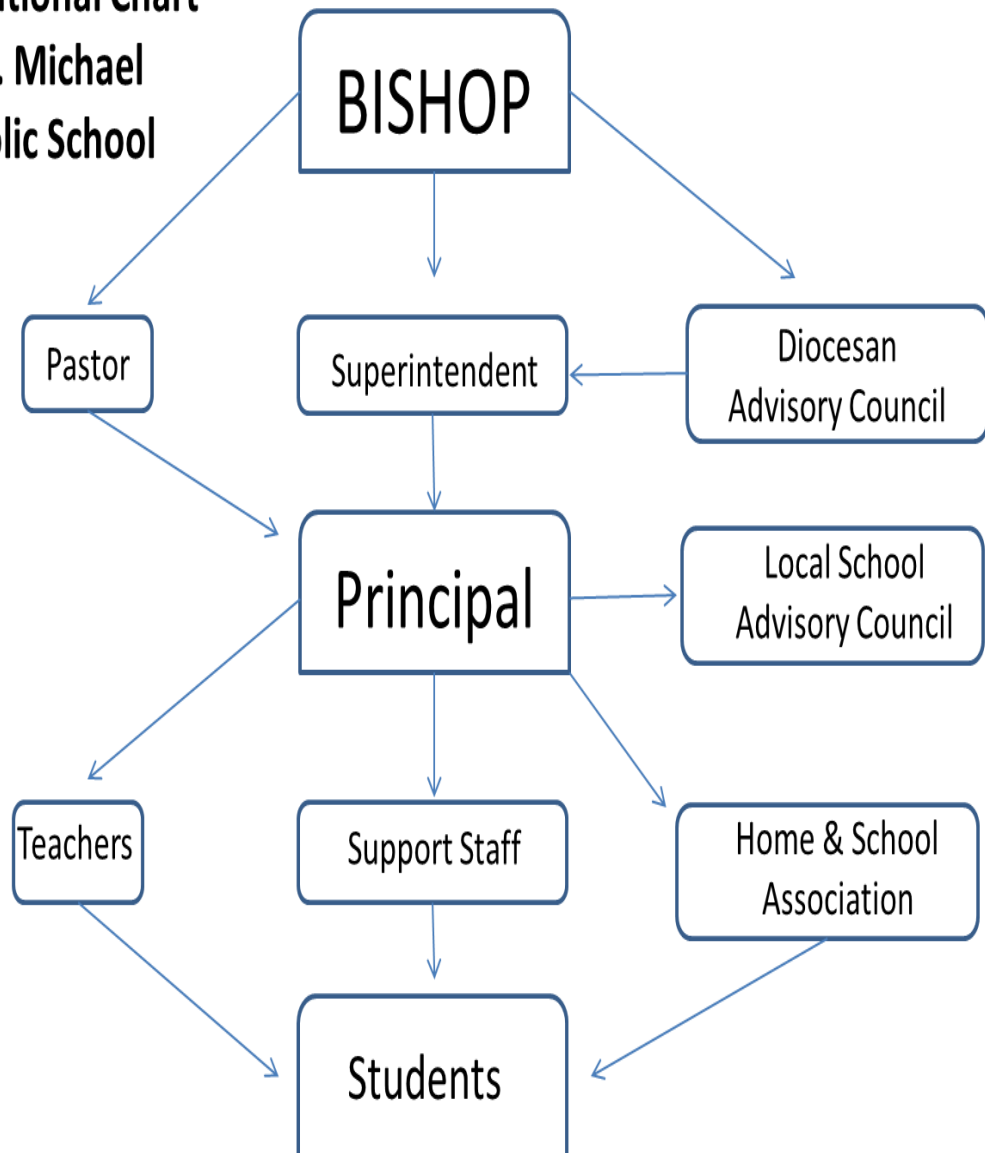 Chart
Michael
School
BISHOP
Pastor
Superintendent
Diocesan
Advisory Council
Principal
Local School
Advisory Council
Teachers
Support Staff
Home & School
Association
Students